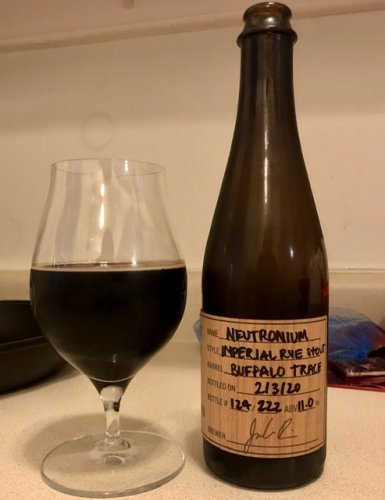 NAME NEUTRONIUM
STYLE IMPERIAL RYE STOUT
BARREL BUFFALO TRACE
BOTTLED ON 2/3/20
BOTTLE # 124/222 ABV 11.0 %
BREWER